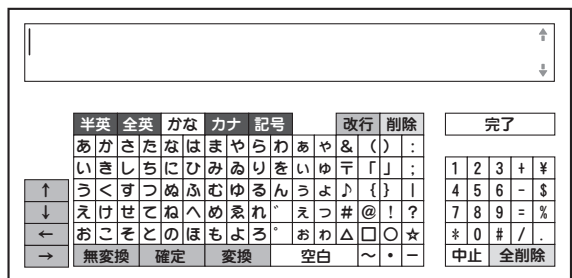 半英 全英 かな カナ 記号 改行 削除 完了
あ か さ た な は ま や ら わ ぁ ゃ & ( ) :
い き し ち に ひ み ゐ り を ぃ ゅ 〒 「 」 ; 1 2 3 + ¥
↑ う く す つ ぬ ふ む ゆ る ん ぅ ょ ♪ { } | 4 5 6 - $
↓ え け せ て ね へ め ゑ れ ゛ ぇ っ # @ ! ? 7 8 9 = %
← お こ そ と の ほ も よ ろ ゜ ぉ ゎ △ □ ○ ☆ * 0 # / .
→ 無変換 確定 変換 空白 ~ ・ ー 中止 全削除